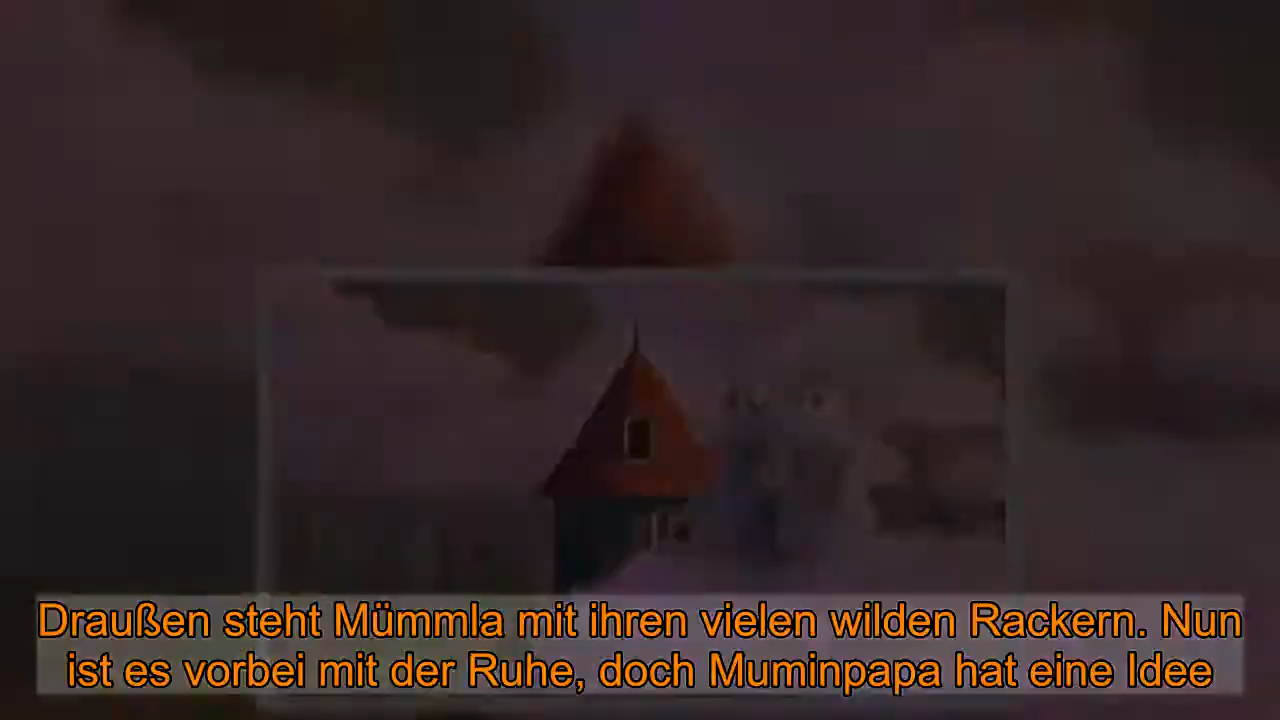 Draußen steht Mümmla mit ihren vielen wilden Rackern. Nun
ist es vorbei mit der Ruhe, doch Muminpapa hat eine Idee